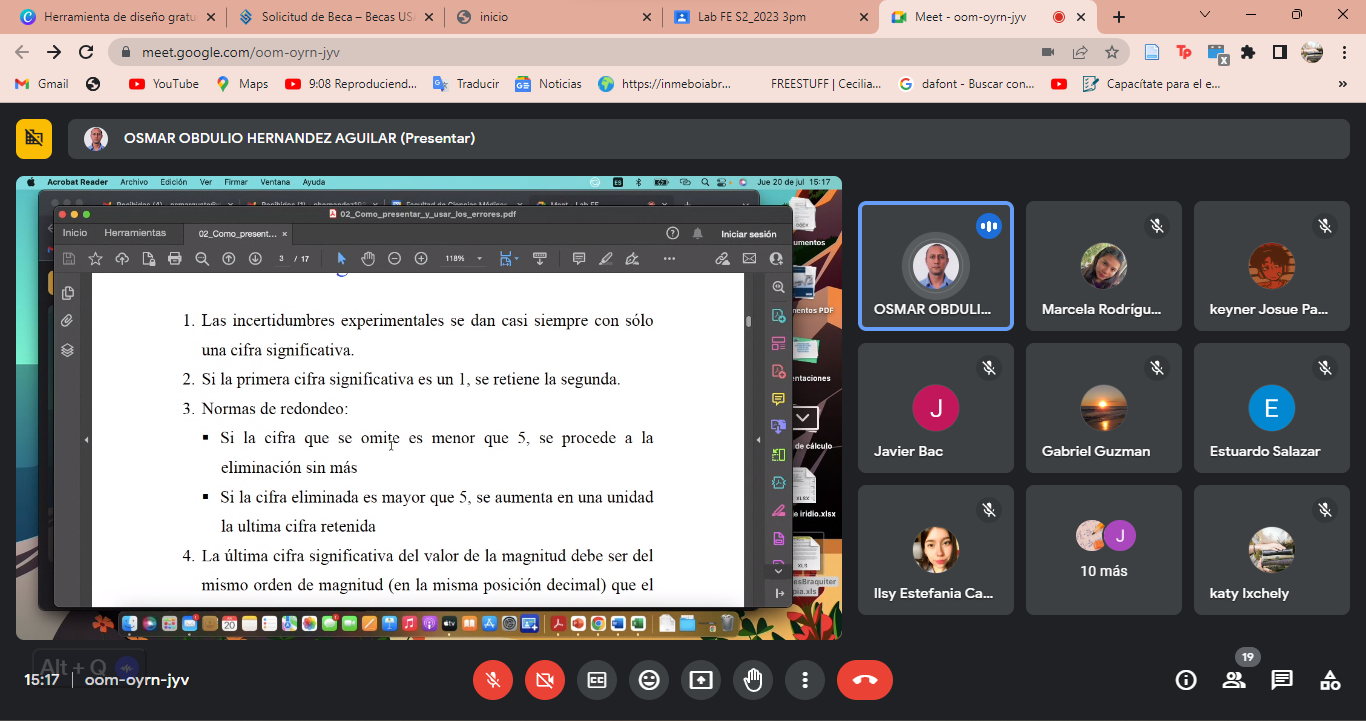 Herramienta de diseño gratu
Solicitud de Beca – Becas US
inicio
Lab FE S2_2023 3pm
Meet - oom-oyrn-jyv
meet.google.com/oom-oyrn-jyv
Gmail
YouTube
Maps
9:08 Reproduciend...
Traducir
Noticias
https://inmeboiabr...
FREESTUFF | Cecilia...
dafont - Buscar con...
Capacítate para el e...
OSMAR OBDULIO HERNANDEZ AGUILAR (Presentar)
Acrobat Reader Archivo Edición Ver Firmar Ventana Ayuda
Jue 20 de jul 15:17
02_Como_presentar_y_usar_los_errores.pdf
Inicio Herramientas 02_Como_present... Iniciar sesión
3 / 17 118%
1. Las incertidumbres experimentales se dan casi siempre con sólo
una cifra significativa.
2. Si la primera cifra significativa es un 1, se retiene la segunda.
3. Normas de redondeo:
▪ Si la cifra que se omite es menor que 5, se procede a la
eliminación sin más
▪ Si la cifra eliminada es mayor que 5, se aumenta en una unidad
la ultima cifra retenida
4. La última cifra significativa del valor de la magnitud debe ser del
mismo orden de magnitud (en la misma posición decimal) que el
umentos
entos PDF
entaciones
de cálculo
iridio.xlsx
OSMAR OBDULI...
Marcela Rodrígu...
keyner Josue Pa...
J
Javier Bac
Gabriel Guzman
E
Estuardo Salazar
Ilsy Estefania Ca...
J
10 más
katy Ixchely
Alt + Q
15:17 | oom-oyrn-jyv
19